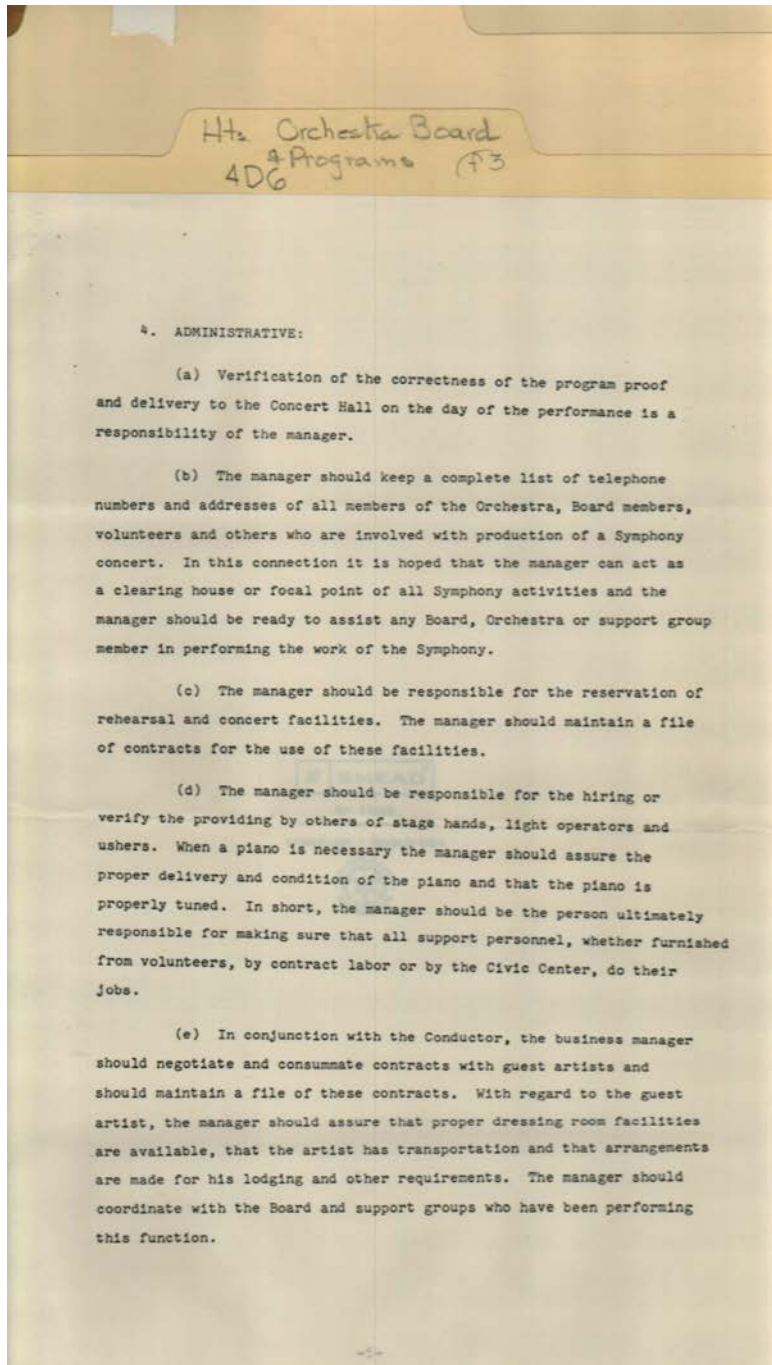 Hts Orchestra Board
& Programs
4D6
4. ADMINISTRATIVE:
(a) Verification of the correctness of the program proof
and delivery to the Concert Hall on the day of the performance is a
responsibility of the manager.
(b) The manager should keep a complete list of telephone
numbers and addresses of all members of the Orchestra, Board members,
volunteers and others who are involved with production of a Symphony
concert. In this connection it is hoped that the manager can act as
a clearing house or focal point of all Symphony activities and the
manager should be ready to assist any Board, Orchestra or support group
member in performing the work of the Symphony.
(c) The manager should be responsible for the reservation of
rehearsal and concert facilities. The manager should maintain a file
of contracts for the use of these facilities.
SMEAD
(d) The manager should be responsible for the hiring or
verify the providing by others of stage hands, light operators and
ushers. When a piano is necessary the manager should assure the
proper delivery and condition of the piano and that the piano is
properly tuned. In short, the manager should be the person ultimately
responsible for making sure that all support personnel, whether furnished
from volunteers, by contract labor or by the Civic Center, do their
jobs.
(e) In conjunction with the Conductor, the business manager
should negotiate and consummate contracts with guest artists and
should maintain a file of these contracts. With regard to the guest
artist, the manager should assure that proper dressing room facilities
are available, that the artist has transportation and that arrangements
are made for his lodging and other requirements. The manager should
coordinate with the Board and support groups who have been performing
this function.
-5-